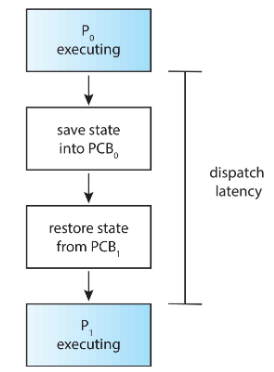 P₀
executing
save state
into PCB₀
dispatch
latency
restore state
from PCB₁
P₁
executing